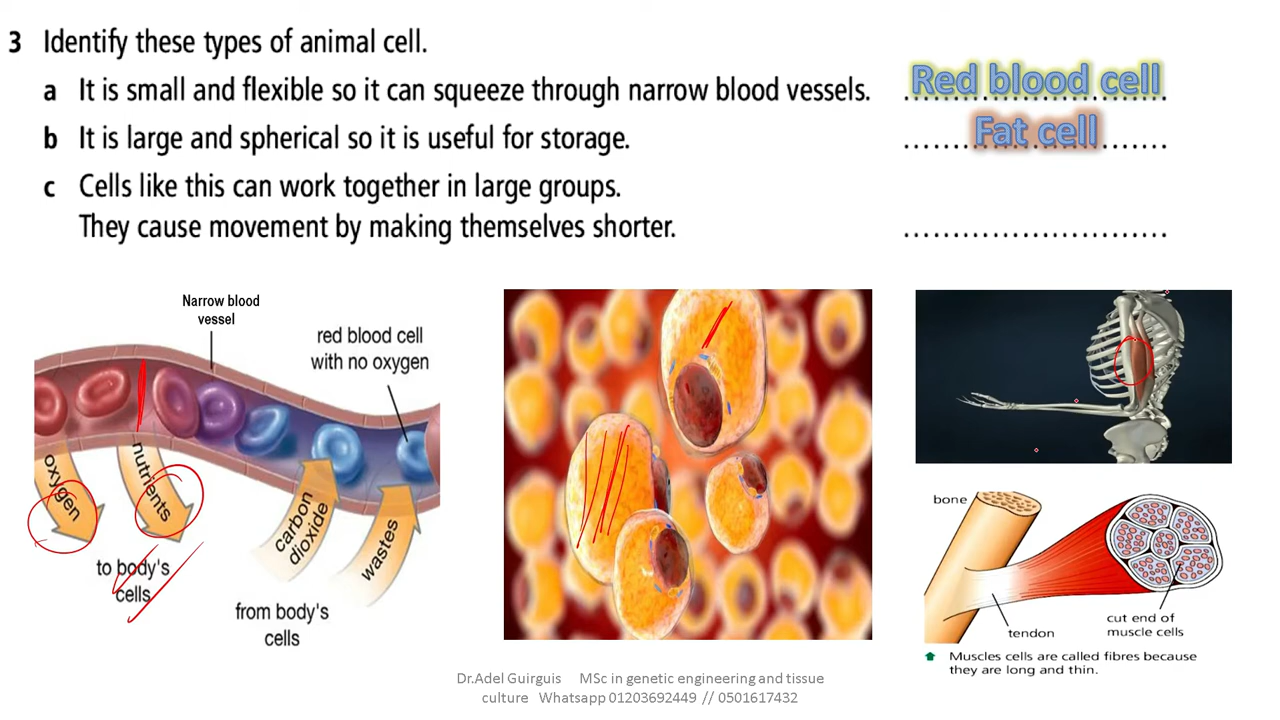 3 Identify these types of animal cell.
a It is small and flexible so it can squeeze through narrow blood vessels. Red blood cell
b It is large and spherical so it is useful for storage. Fat cell
c Cells like this can work together in large groups.
They cause movement by making themselves shorter. ..............................
Narrow blood
vessel
red blood cell
with no oxygen
oxygen
nutrients
to body's
cells
carbon
dioxide
wastes
from body's
cells
bone
tendon
cut end of
muscle cells
Muscles cells are called fibres because
they are long and thin.
Dr.Adel Guirguis MSc in genetic engineering and tissue
culture Whatsapp 01203692449 // 0501617432